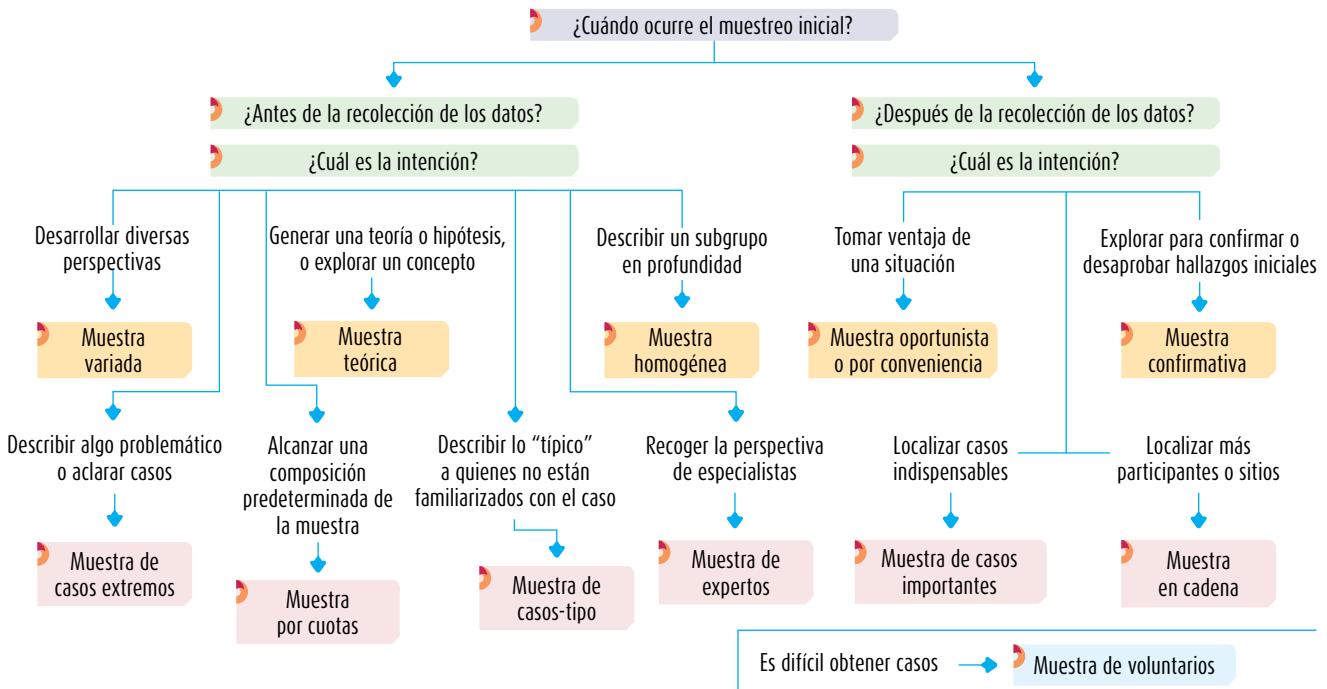 ¿Cuándo ocurre el muestreo inicial?
¿Antes de la recolección de los datos?
¿Cuál es la intención?
¿Después de la recolección de los datos?
¿Cuál es la intención?
Desarrollar diversas
perspectivas
Generar una teoría o hipótesis,
o explorar un concepto
Describir un subgrupo
en profundidad
Tomar ventaja de
una situación
Explorar para confirmar o
desaprobar hallazgos iniciales
Muestra
variada
Muestra
teórica
Muestra
homogénea
Muestra oportunista
o por conveniencia
Muestra
confirmativa
Describir algo problemático
o aclarar casos
Alcanzar una
composición
predeterminada de
la muestra
Describir lo “típico”
a quienes no están
familiarizados con el caso
Recoger la perspectiva
de especialistas
Localizar casos
indispensables
Localizar más
participantes o sitios
Muestra de
casos extremos
Muestra
por cuotas
Muestra de
casos-tipo
Muestra de
expertos
Muestra de casos
importantes
Muestra
en cadena
Es difícil obtener casos
Muestra de voluntarios